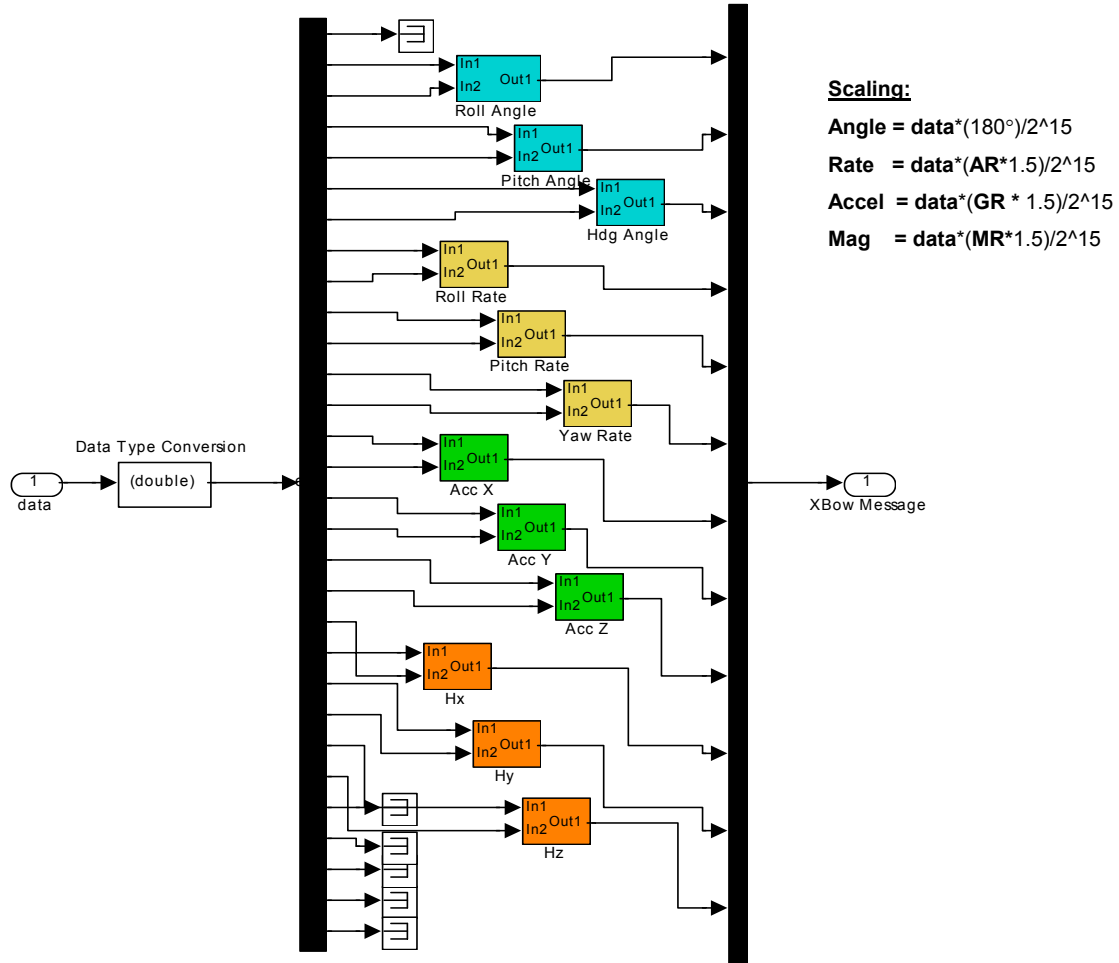 In1
In2
Out1
Roll Angle
In1
In2
Out1
Pitch Angle
In1
In2
Out1
Hdg Angle
In1
In2
Out1
Roll Rate
In1
In2
Out1
Pitch Rate
In1
In2
Out1
Yaw Rate
Data Type Conversion
1
data
(double)
In1
In2
Out1
Acc X
In1
In2
Out1
Acc Y
In1
In2
Out1
Acc Z
In1
In2
Out1
Hx
In1
In2
Out1
Hy
In1
In2
Out1
Hz
1
XBow Message
Scaling:
Angle = data*(180°)/2^15
Rate = data*(AR*1.5)/2^15
Accel = data*(GR * 1.5)/2^15
Mag = data*(MR*1.5)/2^15